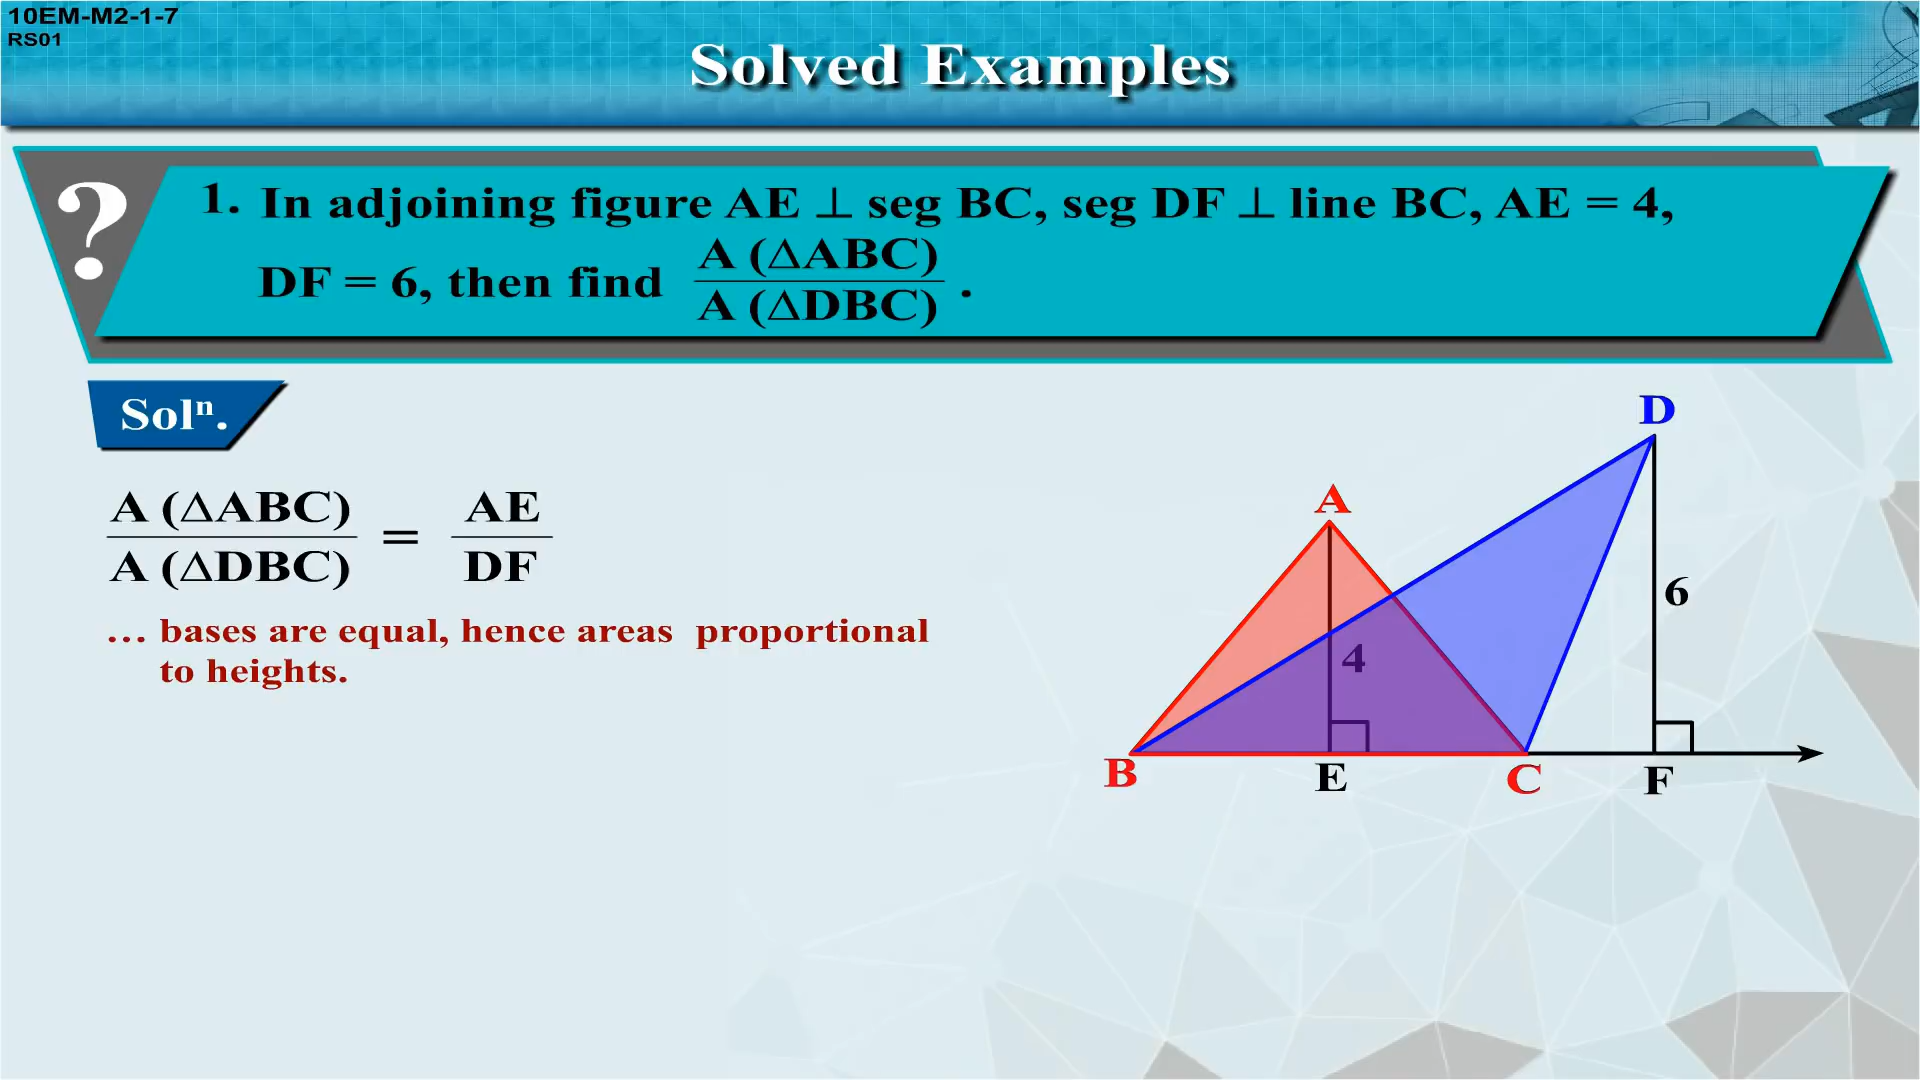 10EM-M2-1-7
RS01
Solved Examples
?
1. In adjoining figure AE ⊥ seg BC, seg DF ⊥ line BC, AE = 4,
A (△ABC)
DF = 6, then find
A (△DBC) .
Solⁿ.
A (△ABC) = AE
A (△DBC) DF
... bases are equal, hence areas proportional
to heights.
D
A
6
4
B
E
C
F